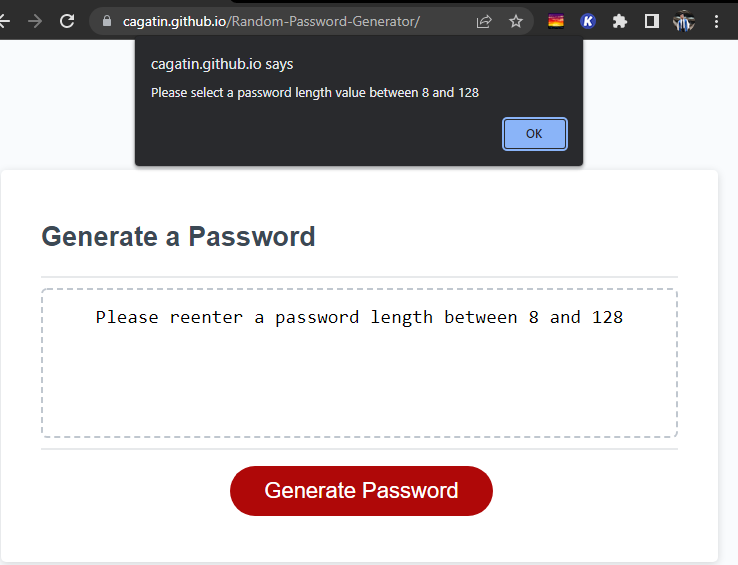 cagatin.github.io/Random-Password-Generator/
K
cagatin.github.io says
Please select a password length value between 8 and 128
OK
Generate a Password
Please reenter a password length between 8 and 128
Generate Password